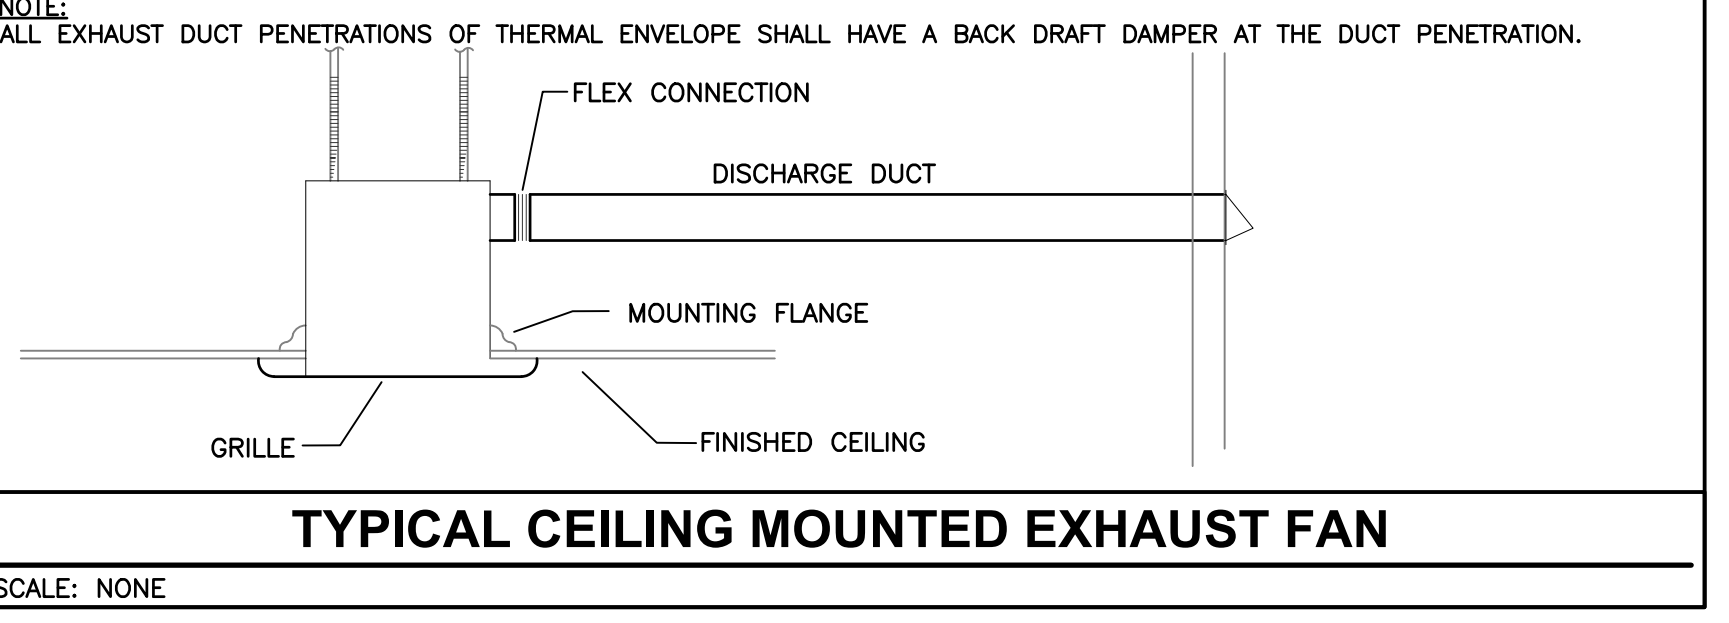 NOTE:
ALL EXHAUST DUCT PENETRATIONS OF THERMAL ENVELOPE SHALL HAVE A BACK DRAFT DAMPER AT THE DUCT PENETRATION.
FLEX CONNECTION
DISCHARGE DUCT
MOUNTING FLANGE
GRILLE
FINISHED CEILING
TYPICAL CEILING MOUNTED EXHAUST FAN
SCALE: NONE